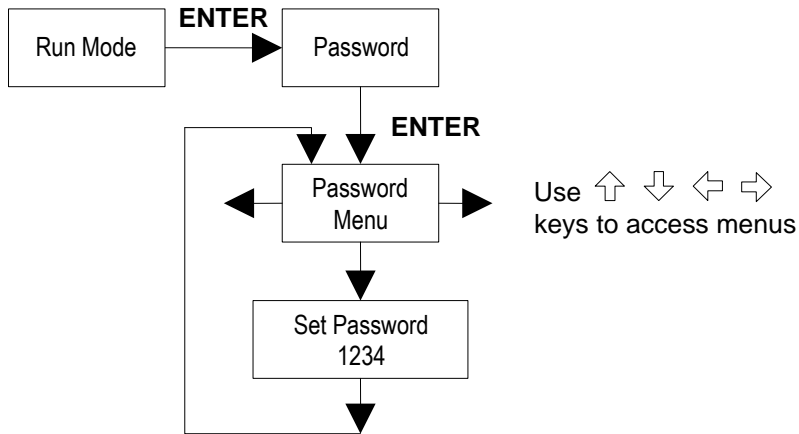 ENTER
Run Mode
Password
ENTER
Password
Menu
Use
keys to access menus
Set Password
1234